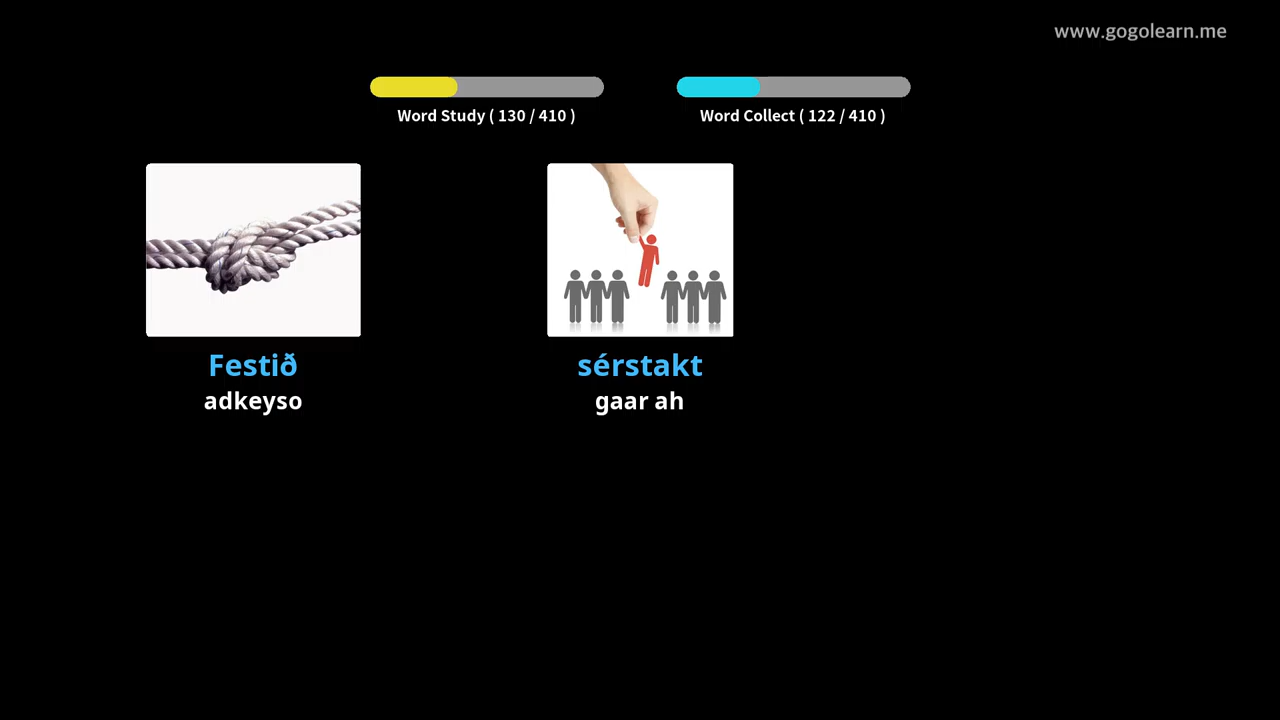 www.gogolearn.me
Word Study ( 130 / 410 )
Word Collect ( 122 / 410 )
Festið
adkeyso
sérstakt
gaar ah